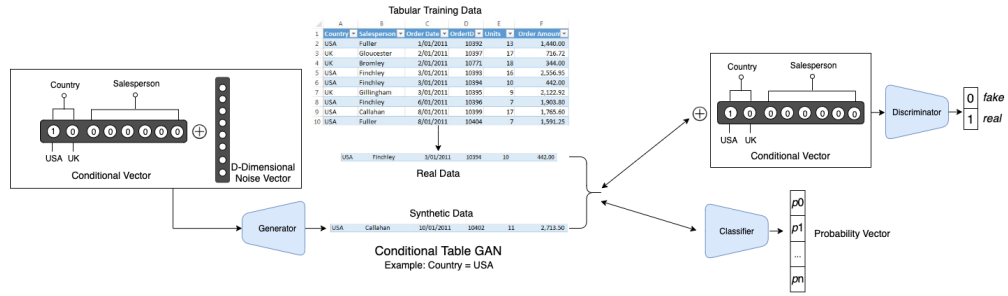 Tabular Training Data
A B C D E F
1 Country Salesperson Order Date OrderID Units Order Amount
2 USA Fuller 1/01/2011 10392 13 1,440.00
3 UK Gloucester 2/01/2011 10397 17 716.72
4 UK Bromley 2/01/2011 10771 18 344.00
5 USA Finchley 3/01/2011 10393 16 2,556.95
6 USA Finchley 3/01/2011 10394 10 442.00
7 UK Gillingham 3/01/2011 10395 9 2,122.92
8 USA Finchley 6/01/2011 10396 7 1,903.80
9 USA Callahan 8/01/2011 10399 17 1,765.60
10 USA Fuller 8/01/2011 10404 7 1,591.25
Country Salesperson
1 0 0 0 0 0 0 0
USA UK
Conditional Vector
D-Dimensional
Noise Vector
USA Finchley 3/01/2011 10394 10 442.00
Real Data
Generator
Synthetic Data
USA Callahan 10/01/2011 10402 11 2,713.50
Conditional Table GAN
Example: Country = USA
Country Salesperson
1 0 0 0 0 0 0 0
USA UK
Conditional Vector
Discriminator
0 fake
1 real
Classifier
p0
p1
...
pn
Probability Vector